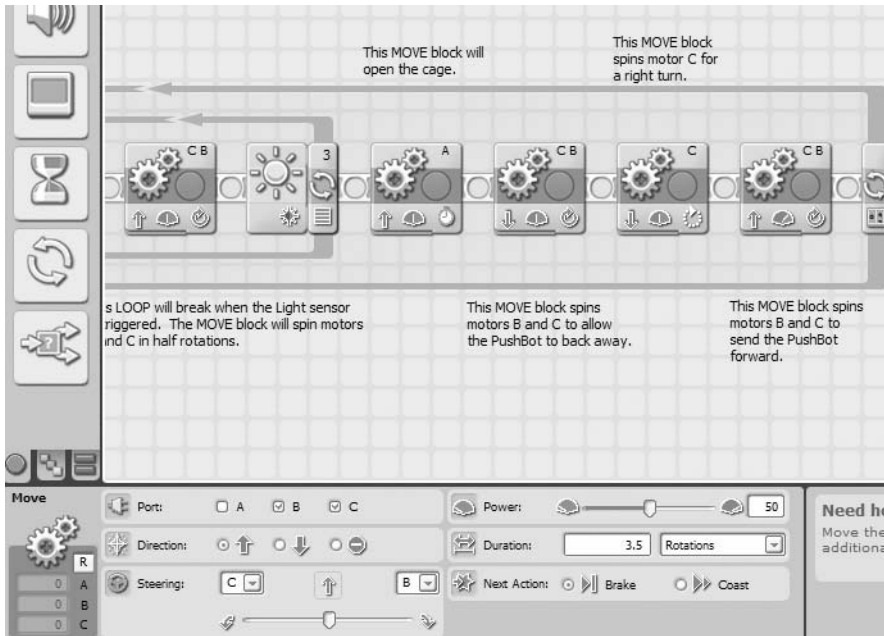 This MOVE block will
open the cage.
This MOVE block
spins motor C for
a right turn.
C B
3
A
C B
C
C B
s LOOP will break when the Light sensor
riggered. The MOVE block will spin motors
and C in half rotations.
This MOVE block spins
motors B and C to allow
the PushBot to back away.
This MOVE block spins
motors B and C to
send the PushBot
forward.
Move
R
0 A
0 B
0 C
Port: A B C
Direction:
Steering: C B
Power: 50
Duration: 3.5 Rotations
Next Action: Brake Coast
Need he
Move the
additiona